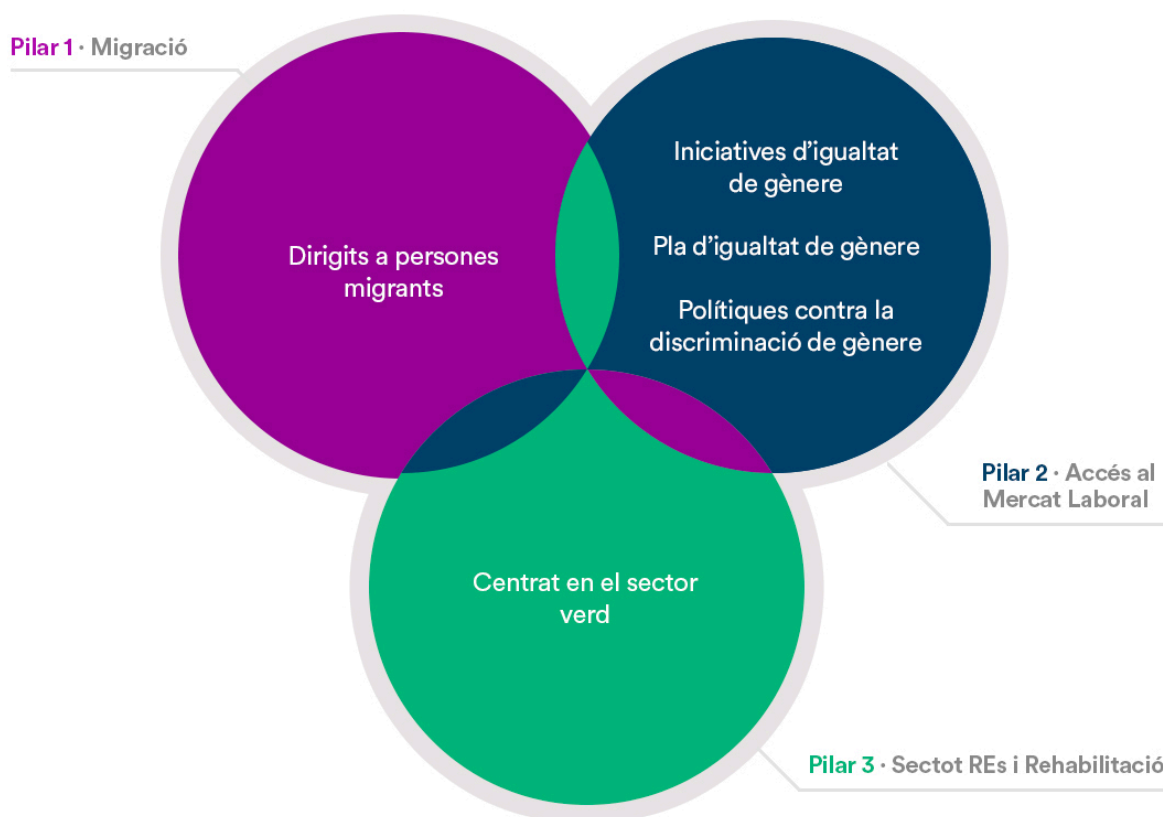 Pilar 1 · Migració
Iniciatives d’igualtat
de gènere
Pla d’igualtat de gènere
Polítiques contra la
discriminació de gènere
Dirigits a persones
migrants
Pilar 2 · Accés al
Mercat Laboral
Centrat en el sector
verd
Pilar 3 · Sectot REs i Rehabilitació